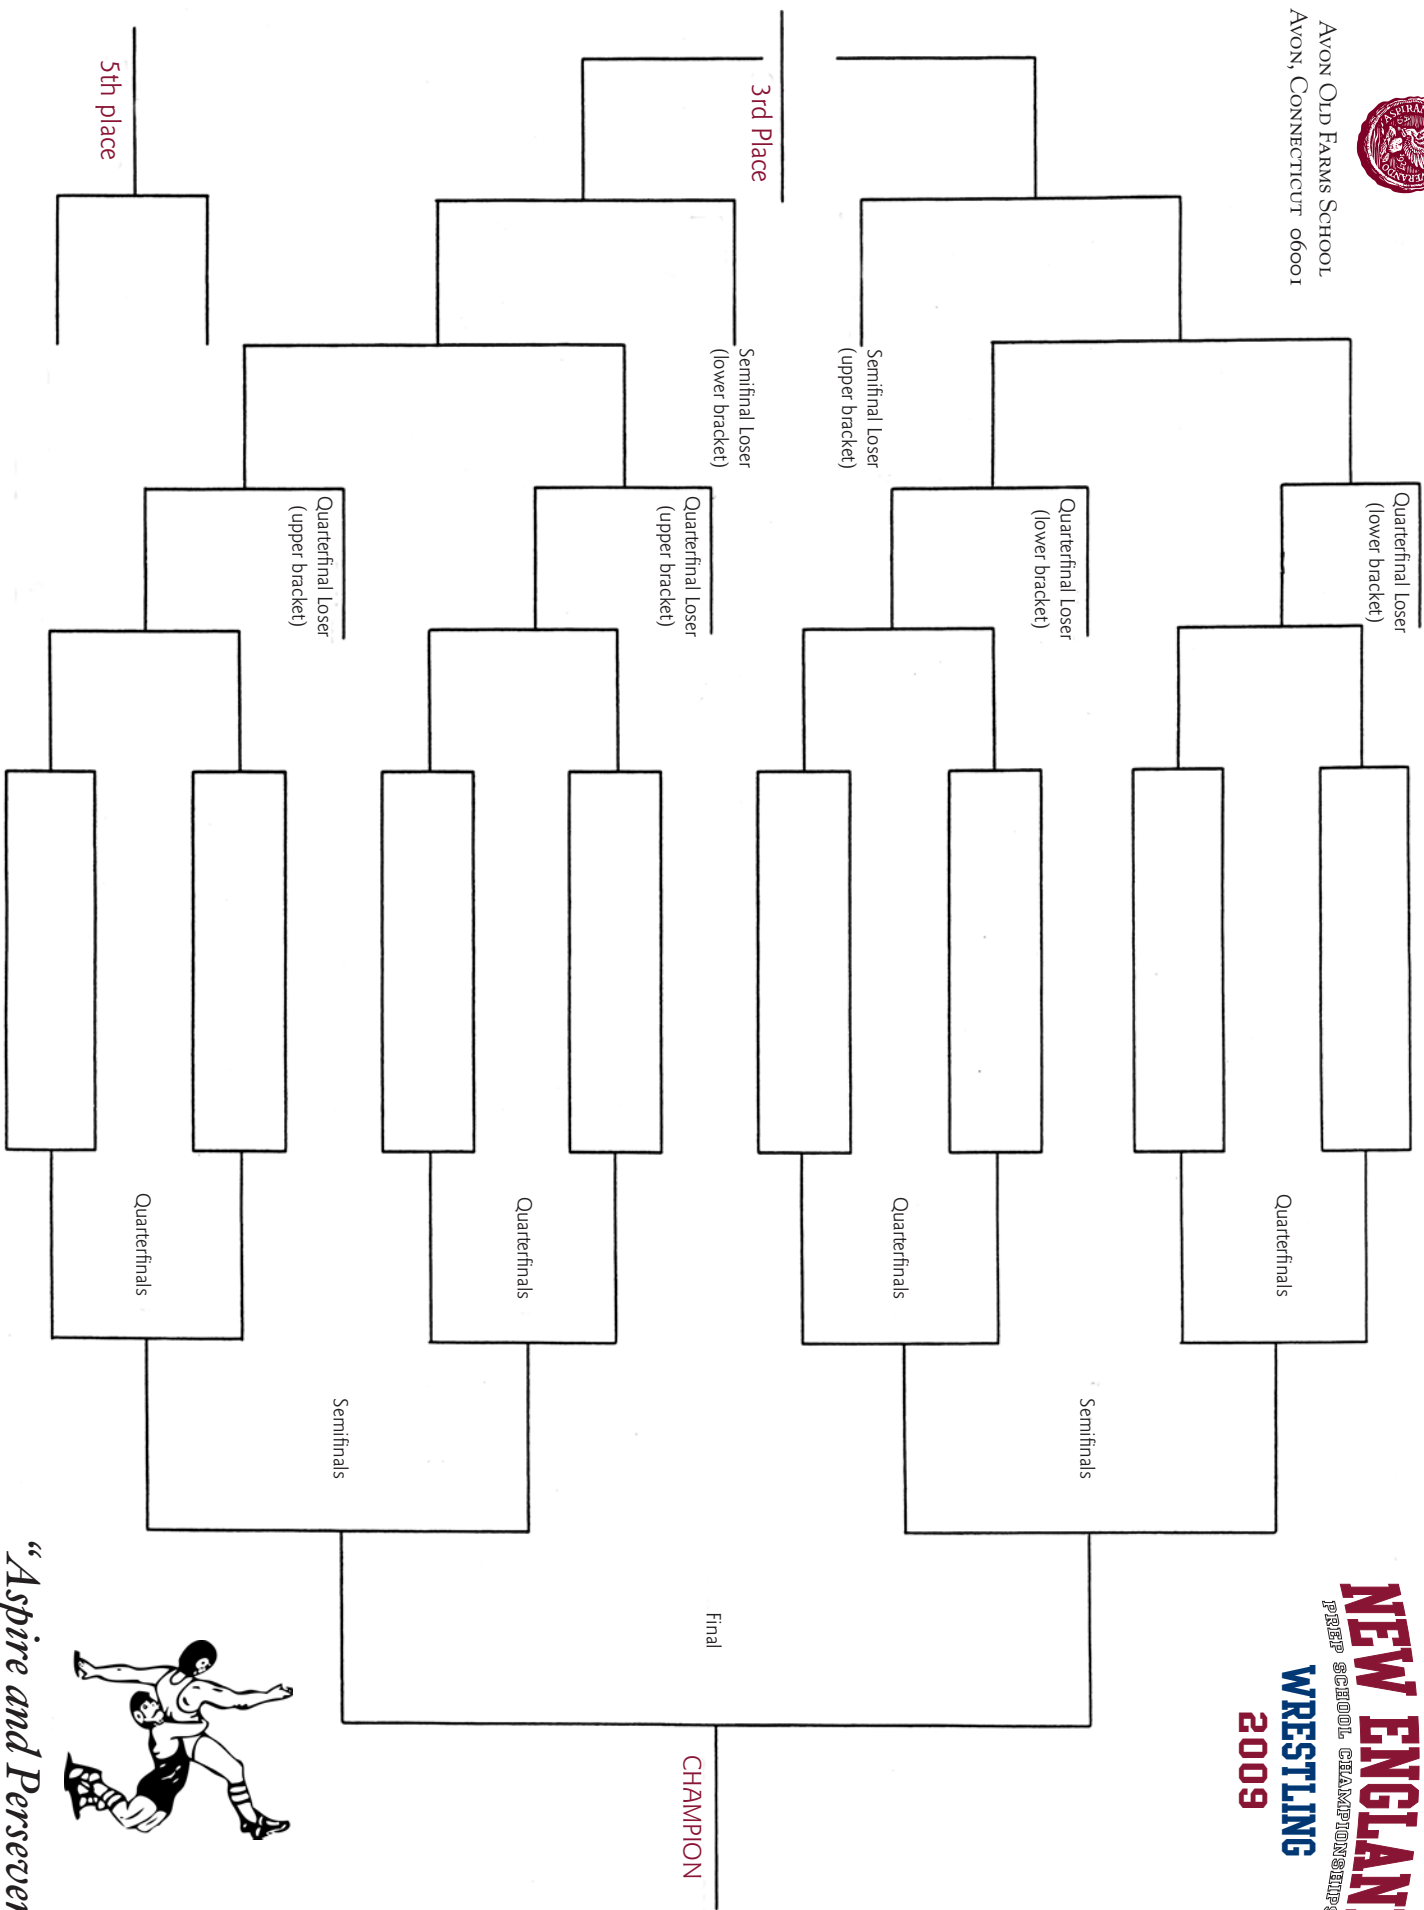 AVON OLD FARMS SCHOOL
AVON, CONNECTICUT 06001
NEW ENGLAN
PREP SCHOOL CHAMPIONSHIPS
WRESTLING
2009
Quarterfinal Loser
(lower bracket)
Quarterfinals
Quarterfinal Loser
(lower bracket)
Semifinals
Semifinal Loser
(upper bracket)
Quarterfinals
3rd Place
Semifinal Loser
(lower bracket)
Final
CHAMPION
Quarterfinal Loser
(upper bracket)
Quarterfinals
Semifinals
Quarterfinal Loser
(upper bracket)
Quarterfinals
5th place
“Aspire and Persever